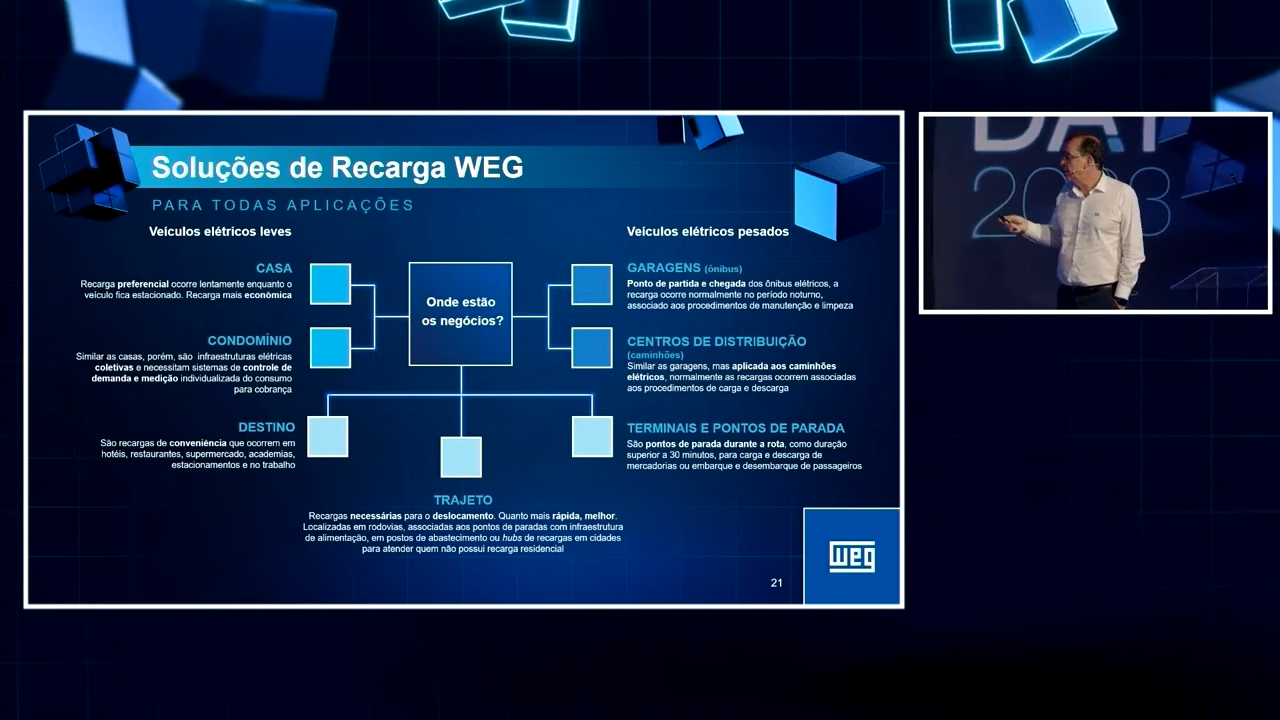 Soluções de Recarga WEG
PARA TODAS APLICAÇÕES
Veículos elétricos leves
CASA
Recarga preferencial ocorre lentamente enquanto o
veículo fica estacionado. Recarga mais econômica
CONDOMÍNIO
Similar as casas, porém, são infraestruturas elétricas
coletivas e necessitam sistemas de controle de
demanda e medição individualizada do consumo
para cobrança
DESTINO
São recargas de conveniência que ocorrem em
hotéis, restaurantes, supermercado, academias,
estacionamentos e no trabalho
Onde estão
os negócios?
TRAJETO
Recargas necessárias para o deslocamento. Quanto mais rápida, melhor.
Localizadas em rodovias, associadas aos pontos de paradas com infraestrutura
de alimentação, em postos de abastecimento ou hubs de recargas em cidades
para atender quem não possui recarga residencial
Veículos elétricos pesados
GARAGENS (ônibus)
Ponto de partida e chegada dos ônibus elétricos, a
recarga ocorre normalmente no período noturno,
associado aos procedimentos de manutenção e limpeza
CENTROS DE DISTRIBUIÇÃO
(caminhões)
Similar as garagens, mas aplicada aos caminhões
elétricos, normalmente as recargas ocorrem associadas
aos procedimentos de carga e descarga
TERMINAIS E PONTOS DE PARADA
São pontos de parada durante a rota, como duração
superior a 30 minutos, para carga e descarga de
mercadorias ou embarque e desembarque de passageiros
21
weg
DAY